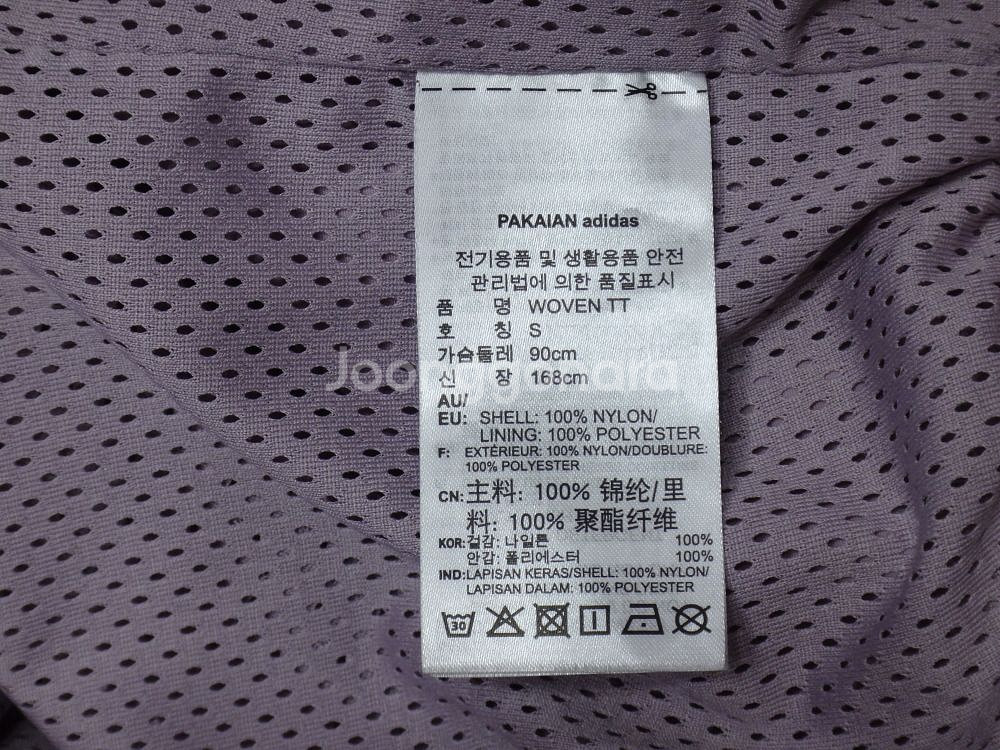 PAKAIAN adidas
전기용품 및 생활용품 안전
관리법에 의한 품질표시
품 명 WOVEN TT
호 칭 S
가슴둘레 90cm
신 장 168cm
AU/
EU: SHELL: 100% NYLON/
LINING: 100% POLYESTER
F: EXTÉRIEUR: 100% NYLON/DOUBLURE:
100% POLYESTER
CN:主料: 100% 锦纶/里
料: 100% 聚酯纤维
KOR:겉감: 나일론 100%
안감: 폴리에스터 100%
IND:LAPISAN KERAS/SHELL: 100% NYLON/
LAPISAN DALAM: 100% POLYESTER
30
Joonggonara